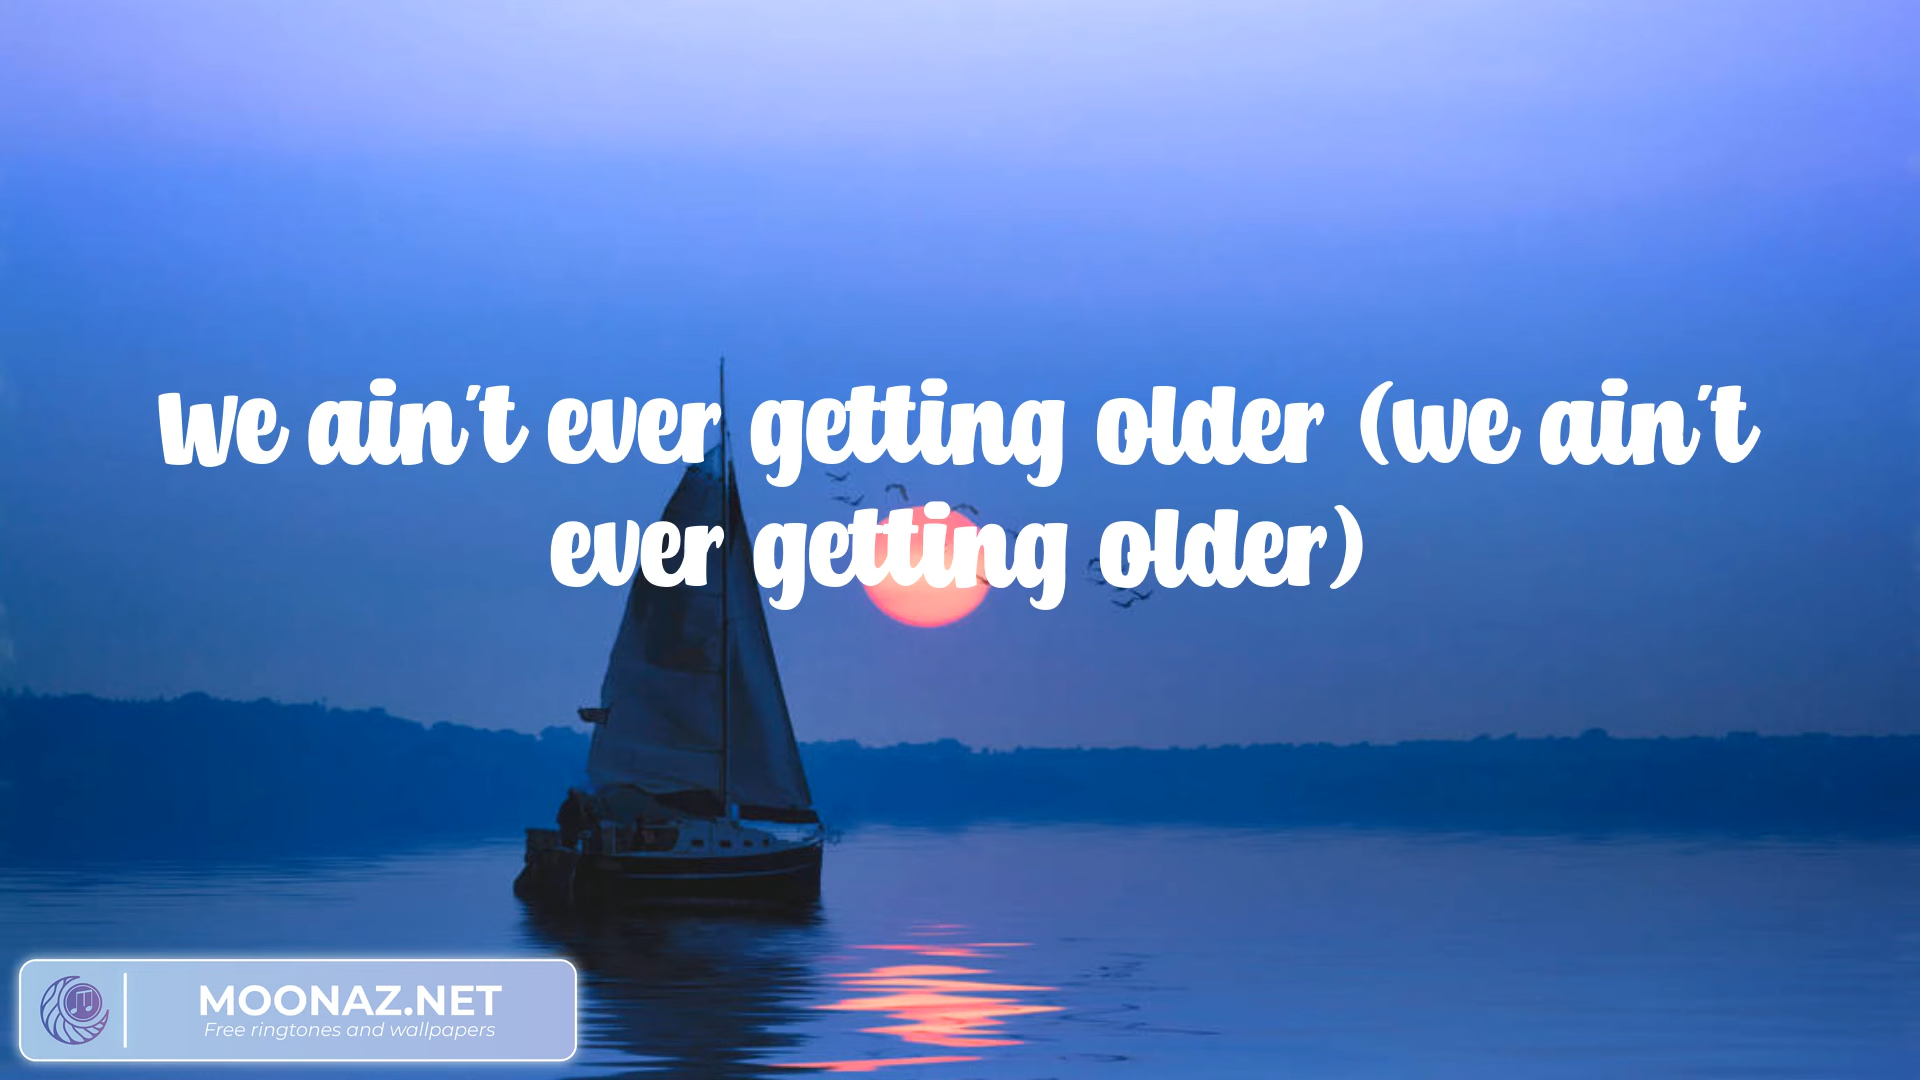 We ain't ever getting older (we ain't
ever getting older)
MOONAZ.NET
Free ringtones and wallpapers